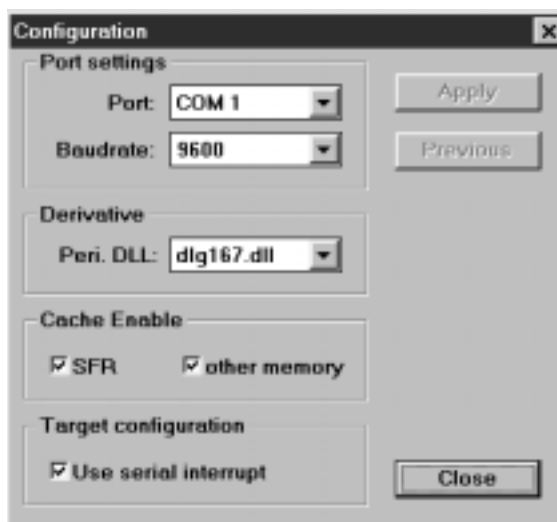 Configuration
Port settings
Port: COM 1
Baudrate: 9600
Apply
Previous
Derivative
Peri. DLL: dlg167.dll
Cache Enable
SFR other memory
Target configuration
Use serial interrupt
Close